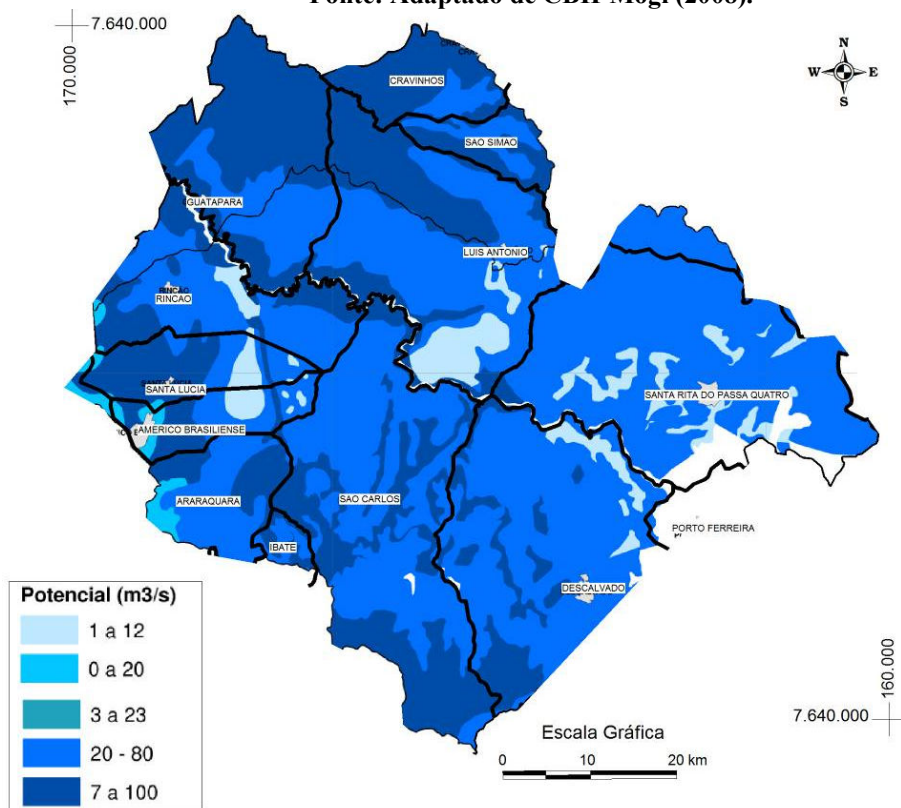 Fonte: Adaptado de CBH Mogi (2008).
7.640.000
170.000
N
W E
S
CRAVINHOS
SAO SIMAO
GUATAPARA
LUIS ANTONIO
RINCAO
RINCAO
SANTA LUCIA
SANTA RITA DO PASSA QUATRO
AMERICO BRASILIENSE
ARARAQUARA
SAO CARLOS
PORTO FERREIRA
IBATE
DESCALVADO
Potencial (m3/s)
1 a 12
0 a 20
3 a 23
20 - 80
7 a 100
160.000
7.640.000
Escala Gráfica
0 10 20 km